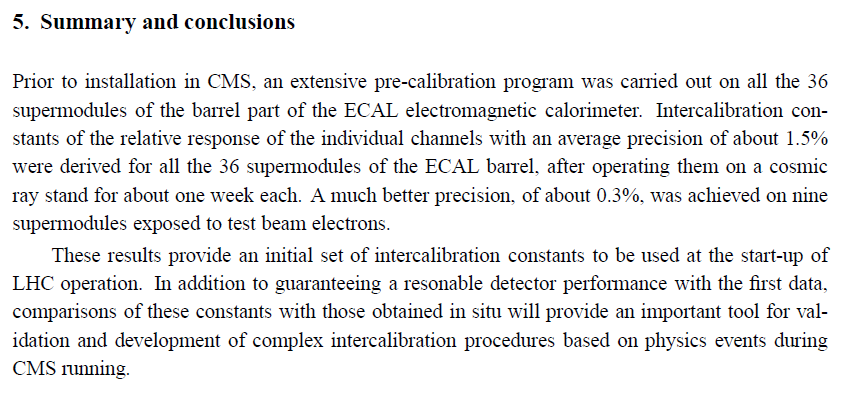 5. Summary and conclusions
Prior to installation in CMS, an extensive pre-calibration program was carried out on all the 36
supermodules of the barrel part of the ECAL electromagnetic calorimeter. Intercalibration con-
stants of the relative response of the individual channels with an average precision of about 1.5%
were derived for all the 36 supermodules of the ECAL barrel, after operating them on a cosmic
ray stand for about one week each. A much better precision, of about 0.3%, was achieved on nine
supermodules exposed to test beam electrons.
These results provide an initial set of intercalibration constants to be used at the start-up of
LHC operation. In addition to guaranteeing a resonable detector performance with the first data,
comparisons of these constants with those obtained in situ will provide an important tool for val-
idation and development of complex intercalibration procedures based on physics events during
CMS running.